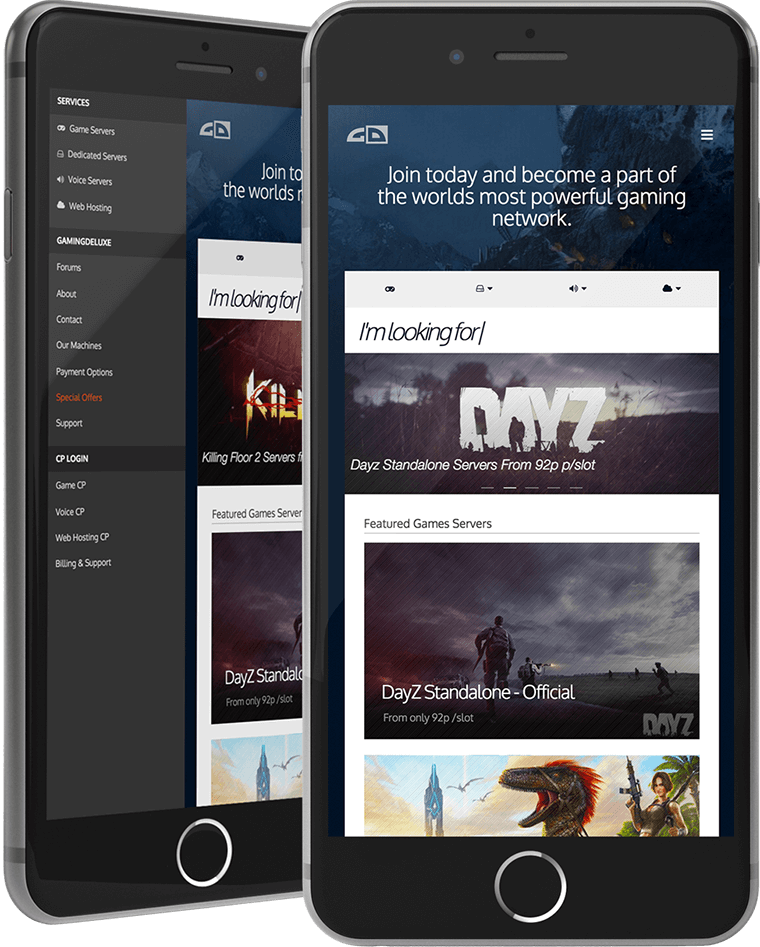 SERVICES
Game Servers
Dedicated Servers
Voice Servers
Web Hosting
GAMINGDELUXE
Forums
About
Contact
Our Machines
Payment Options
Special Offers
Support
CP LOGIN
Game CP
Voice CP
Web Hosting CP
Billing & Support
GD
Join to
the worlds
I'm looking for|
KILL
Killing Floor 2 Servers f
Featured Games Server
DayZ Standalo
From only 92p /slot
GD
Join today and become a part of
the worlds most powerful gaming
network.
I'm looking for|
DAYZ
Dayz Standalone Servers From 92p p/slot
Featured Games Servers
DayZ Standalone - Official
From only 92p /slot
DAYZ